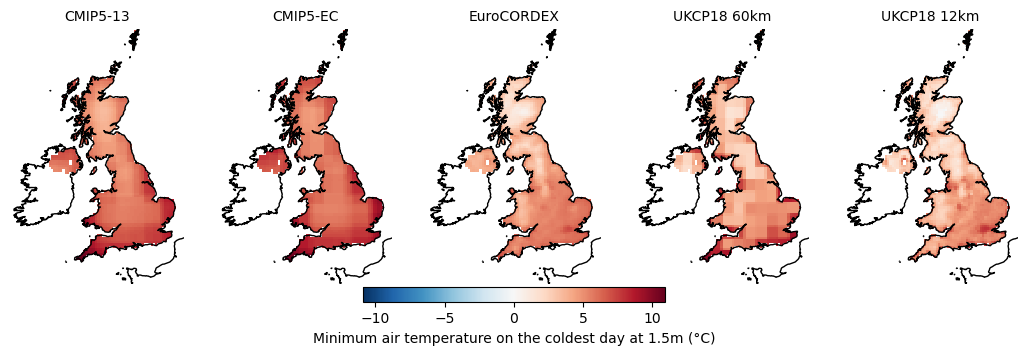 CMIP5-13 CMIP5-EC EuroCORDEX UKCP18 60km UKCP18 12km
−10 −5 0 5 10
Minimum air temperature on the coldest day at 1.5m (°C)